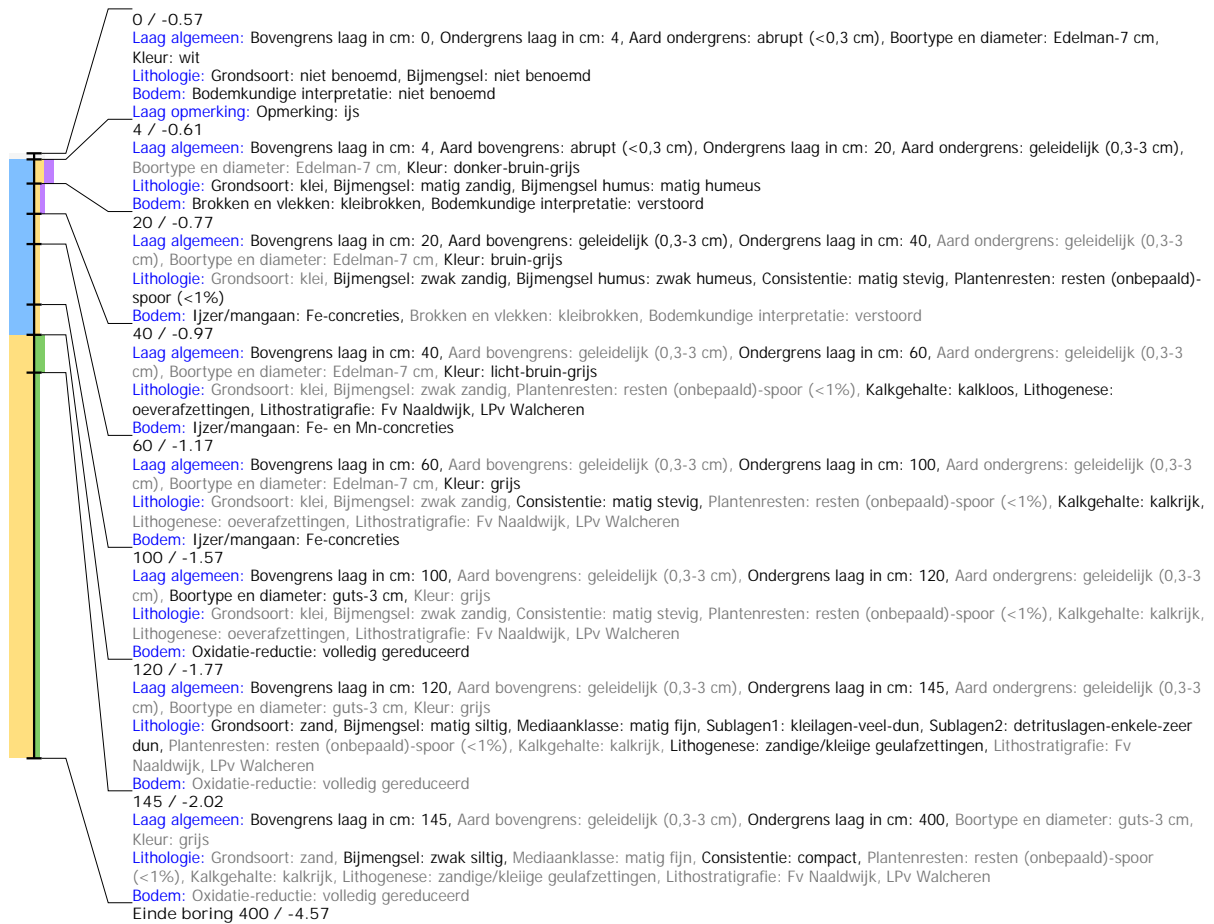 0 / -0.57
Laag algemeen: Bovengrens laag in cm: 0, Ondergrens laag in cm: 4, Aard ondergrens: abrupt (<0,3 cm), Boortype en diameter: Edelman-7 cm,
Kleur: wit
Lithologie: Grondsoort: niet benoemd, Bijmengsel: niet benoemd
Bodem: Bodemkundige interpretatie: niet benoemd
Laag opmerking: Opmerking: ijs
4 / -0.61
Laag algemeen: Bovengrens laag in cm: 4, Aard bovengrens: abrupt (<0,3 cm), Ondergrens laag in cm: 20, Aard ondergrens: geleidelijk (0,3-3 cm),
Boortype en diameter: Edelman-7 cm, Kleur: donker-bruin-grijs
Lithologie: Grondsoort: klei, Bijmengsel: matig zandig, Bijmengsel humus: matig humeus
Bodem: Brokken en vlekken: kleibrokken, Bodemkundige interpretatie: verstoord
20 / -0.77
Laag algemeen: Bovengrens laag in cm: 20, Aard bovengrens: geleidelijk (0,3-3 cm), Ondergrens laag in cm: 40, Aard ondergrens: geleidelijk (0,3-3
cm), Boortype en diameter: Edelman-7 cm, Kleur: bruin-grijs
Lithologie: Grondsoort: klei, Bijmengsel: zwak zandig, Bijmengsel humus: zwak humeus, Consistentie: matig stevig, Plantenresten: resten (onbepaald)-
spoor (<1%)
Bodem: Ijzer/mangaan: Fe-concreties, Brokken en vlekken: kleibrokken, Bodemkundige interpretatie: verstoord
40 / -0.97
Laag algemeen: Bovengrens laag in cm: 40, Aard bovengrens: geleidelijk (0,3-3 cm), Ondergrens laag in cm: 60, Aard ondergrens: geleidelijk (0,3-3
cm), Boortype en diameter: Edelman-7 cm, Kleur: licht-bruin-grijs
Lithologie: Grondsoort: klei, Bijmengsel: zwak zandig, Plantenresten: resten (onbepaald)-spoor (<1%), Kalkgehalte: kalkloos, Lithogenese:
oeverafzettingen, Lithostratigrafie: Fv Naaldwijk, LPv Walcheren
Bodem: Ijzer/mangaan: Fe- en Mn-concreties
60 / -1.17
Laag algemeen: Bovengrens laag in cm: 60, Aard bovengrens: geleidelijk (0,3-3 cm), Ondergrens laag in cm: 100, Aard ondergrens: geleidelijk (0,3-3
cm), Boortype en diameter: Edelman-7 cm, Kleur: grijs
Lithologie: Grondsoort: klei, Bijmengsel: zwak zandig, Consistentie: matig stevig, Plantenresten: resten (onbepaald)-spoor (<1%), Kalkgehalte: kalkrijk,
Lithogenese: oeverafzettingen, Lithostratigrafie: Fv Naaldwijk, LPv Walcheren
Bodem: Ijzer/mangaan: Fe-concreties
100 / -1.57
Laag algemeen: Bovengrens laag in cm: 100, Aard bovengrens: geleidelijk (0,3-3 cm), Ondergrens laag in cm: 120, Aard ondergrens: geleidelijk (0,3-3
cm), Boortype en diameter: guts-3 cm, Kleur: grijs
Lithologie: Grondsoort: klei, Bijmengsel: zwak zandig, Consistentie: matig stevig, Plantenresten: resten (onbepaald)-spoor (<1%), Kalkgehalte: kalkrijk,
Lithogenese: oeverafzettingen, Lithostratigrafie: Fv Naaldwijk, LPv Walcheren
Bodem: Oxidatie-reductie: volledig gereduceerd
120 / -1.77
Laag algemeen: Bovengrens laag in cm: 120, Aard bovengrens: geleidelijk (0,3-3 cm), Ondergrens laag in cm: 145, Aard ondergrens: geleidelijk (0,3-3
cm), Boortype en diameter: guts-3 cm, Kleur: grijs
Lithologie: Grondsoort: zand, Bijmengsel: matig siltig, Mediaanklasse: matig fijn, Sublagen1: kleilagen-veel-dun, Sublagen2: detrituslagen-enkele-zeer
dun, Plantenresten: resten (onbepaald)-spoor (<1%), Kalkgehalte: kalkrijk, Lithogenese: zandige/kleiige geulafzettingen, Lithostratigrafie: Fv
Naaldwijk, LPv Walcheren
Bodem: Oxidatie-reductie: volledig gereduceerd
145 / -2.02
Laag algemeen: Bovengrens laag in cm: 145, Aard bovengrens: geleidelijk (0,3-3 cm), Ondergrens laag in cm: 400, Boortype en diameter: guts-3 cm,
Kleur: grijs
Lithologie: Grondsoort: zand, Bijmengsel: zwak siltig, Mediaanklasse: matig fijn, Consistentie: compact, Plantenresten: resten (onbepaald)-spoor
(<1%), Kalkgehalte: kalkrijk, Lithogenese: zandige/kleiige geulafzettingen, Lithostratigrafie: Fv Naaldwijk, LPv Walcheren
Bodem: Oxidatie-reductie: volledig gereduceerd
Einde boring 400 / -4.57